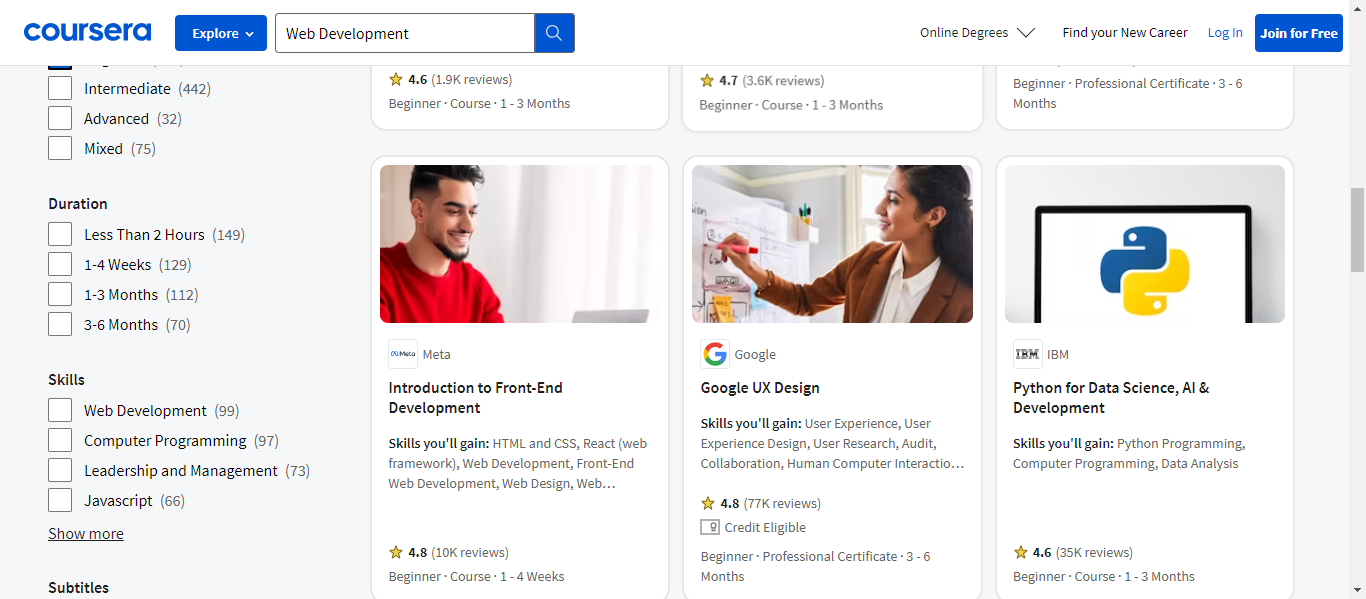 coursera
Explore
Web Development
Online Degrees
Find your New Career
Log In
Join for Free
Intermediate (442)
Advanced (32)
Mixed (75)
Duration
Less Than 2 Hours (149)
1-4 Weeks (129)
1-3 Months (112)
3-6 Months (70)
Skills
Web Development (99)
Computer Programming (97)
Leadership and Management (73)
Javascript (66)
Show more
Subtitles
4.6 (1.9K reviews)
Beginner · Course · 1 - 3 Months
4.7 (3.6K reviews)
Beginner · Course · 1 - 3 Months
Beginner · Professional Certificate · 3 - 6
Months
Meta
Meta
Introduction to Front-End
Development
Skills you'll gain: HTML and CSS, React (web
framework), Web Development, Front-End
Web Development, Web Design, Web…
4.8 (10K reviews)
Beginner · Course · 1 - 4 Weeks
G
Google
Google UX Design
Skills you'll gain: User Experience, User
Experience Design, User Research, Audit,
Collaboration, Human Computer Interactio…
4.8 (77K reviews)
Credit Eligible
Beginner · Professional Certificate · 3 - 6
Months
IBM
IBM
Python for Data Science, AI &
Development
Skills you'll gain: Python Programming,
Computer Programming, Data Analysis
4.6 (35K reviews)
Beginner · Course · 1 - 3 Months